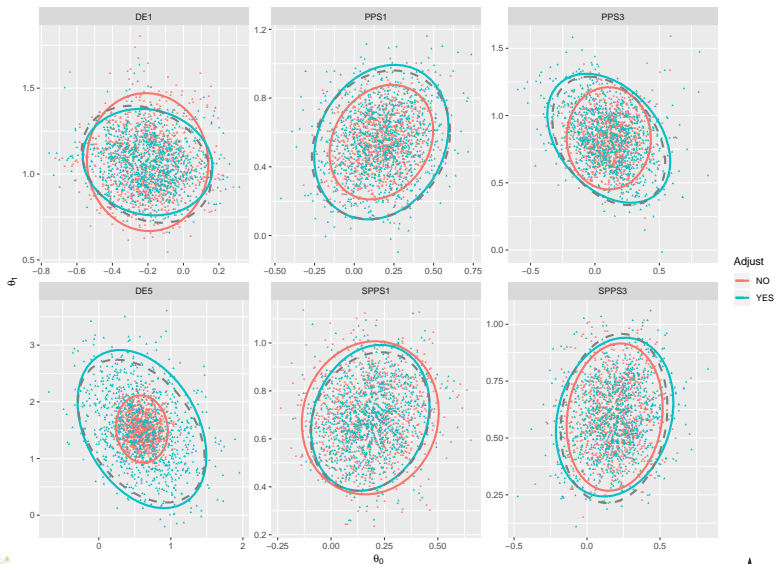 DE1 PPS1 PPS3
1.5 1.0 0.5
-0.8 -0.6 -0.4 -0.2 0.0 0.2
1.2 0.8 0.4 0.0
-0.50 -0.25 0.00 0.25 0.50 0.75
1.5 1.0 0.5 0.0
-0.5 0.0 0.5
θ1
Adjust
NO
YES
DE5 SPPS1 SPPS3
3 2 1 0
0 1 2
1.0 0.8 0.6 0.4 0.2
-0.25 0.00 0.25 0.50
1.00 0.75 0.50 0.25
-0.5 0.0 0.5
θ0